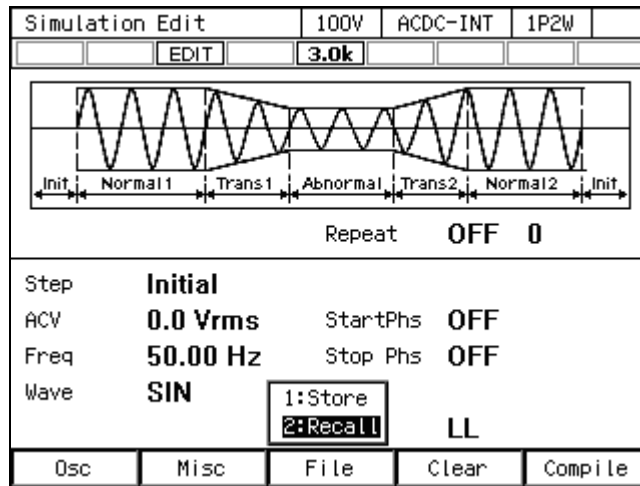 Simulation Edit 100V ACDC-INT 1P2W
EDIT 3.0k
Init Normal1 Trans1 Abnormal Trans2 Normal2 Init
Repeat OFF 0
Step Initial
ACV 0.0 Vrms StartPhs OFF
Freq 50.00 Hz Stop Phs OFF
Wave SIN
1:Store
2:Recall LL
Osc Misc File Clear Compile